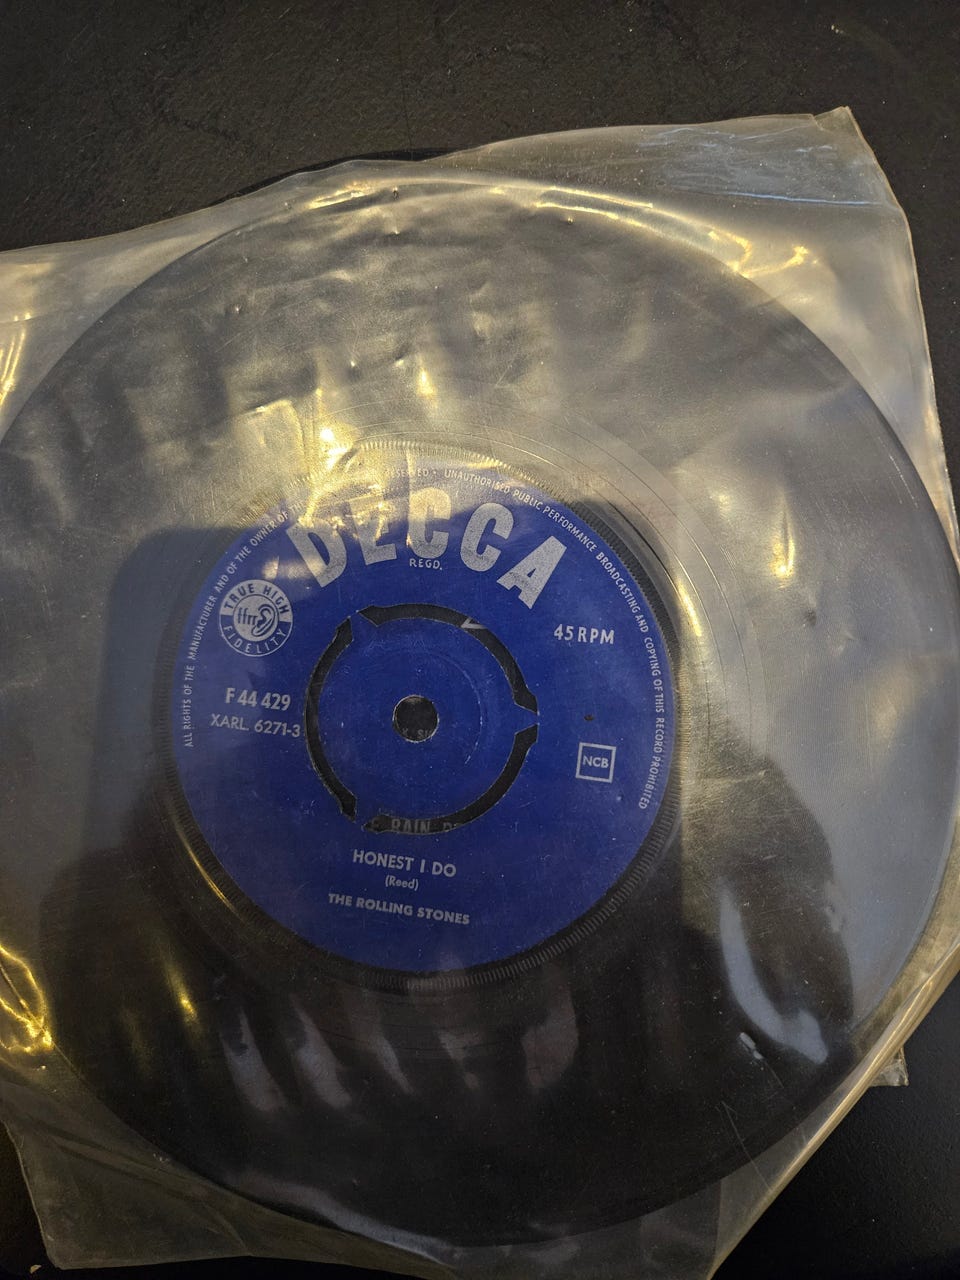 ALL RIGHTS OF THE MANUFACTURER AND OF THE OWNER OF
UNAUTHORISED PUBLIC PERFORMANCE BROADCASTING AND COPYING OF THIS RECORD PROHIBITED
DECCA
REGD.
TRUE HIGH
ffrr
FIDELITY
45 RPM
F 44 429
XARL. 6271-3
NCB
RAIN
HONEST I DO
(Reed)
THE ROLLING STONES